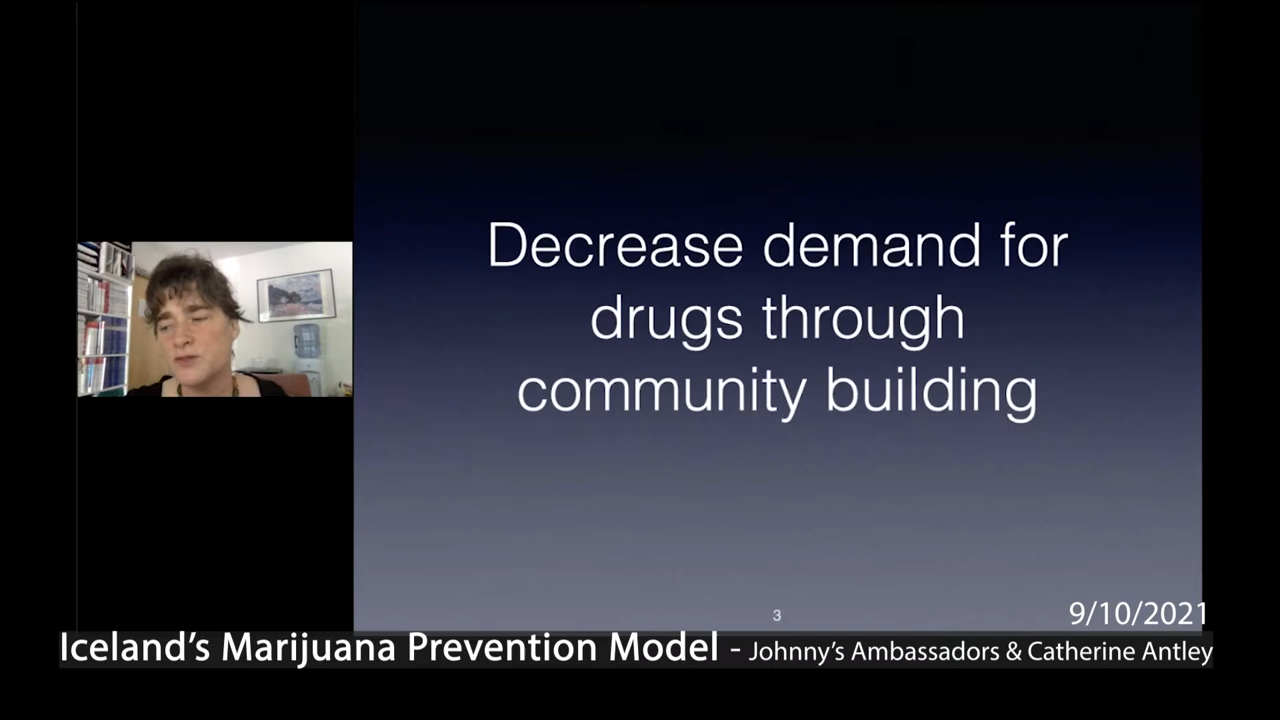 Decrease demand for
drugs through
community building
3
9/10/2021
Iceland's Marijuana Prevention Model - Johnny's Ambassadors & Catherine Antley